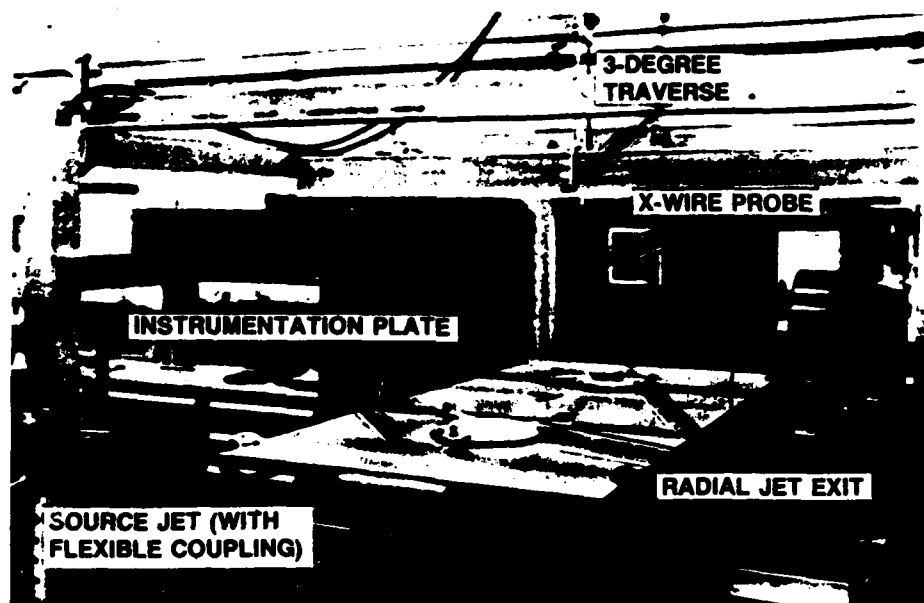 3-DEGREE
TRAVERSE
X-WIRE PROBE
INSTRUMENTATION PLATE
RADIAL JET EXIT
SOURCE JET (WITH
FLEXIBLE COUPLING)